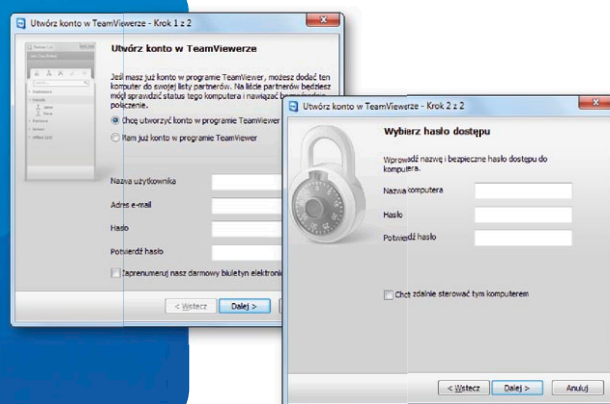 Utwórz konto w TeamViewerze - Krok 1 z 2
Utwórz konto w TeamViewerze
Jeśli masz już konto w programie TeamViewer, możesz dodać ten
komputer do swojej listy partnerów. Na liście partnerów będziesz
mógł sprawdzić status tego komputera i nawiązać
połączenie.
Chcę utworzyć konto w programie TeamViewer
Mam już konto w programie TeamViewer
Nazwa użytkownika
Adres e-mail
Hasło
Potwierdź hasło
Zaprenumeruj nasz darmowy biuletyn
< Wstecz
Dalej >
Utwórz konto w TeamViewerze - Krok 2 z 2
Wybierz hasło dostępu
Wprowadź nazwę i bezpieczne hasło dostępu do
komputera.
Nazwa komputera
Hasło
Potwierdź hasło
Chcę zdalnie sterować tym komputerem
< Wstecz
Dalej >
Anuluj